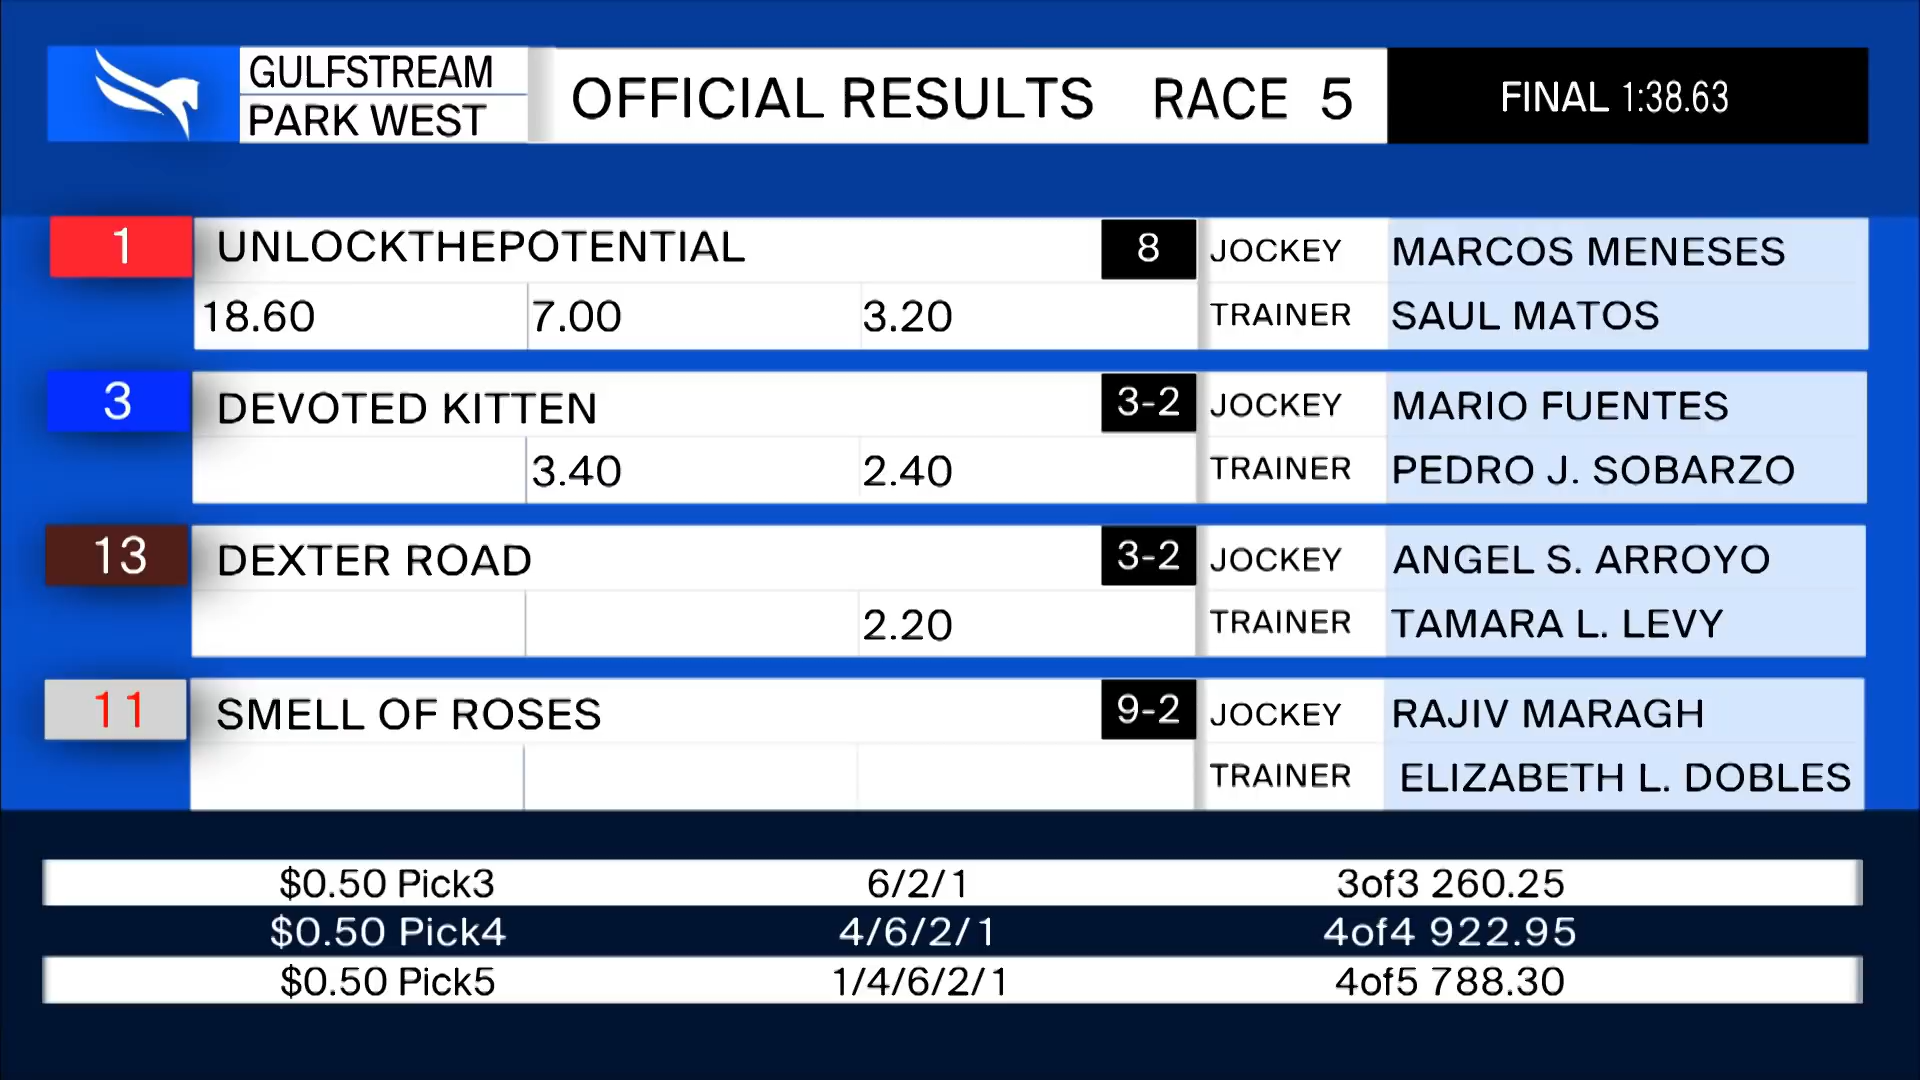 GULFSTREAM
PARK WEST
OFFICIAL RESULTS RACE 5
FINAL 1:38.63
1 UNLOCKTHEPOTENTIAL 8 JOCKEY MARCOS MENESES
18.60 7.00 3.20 TRAINER SAUL MATOS
3 DEVOTED KITTEN 3-2 JOCKEY MARIO FUENTES
3.40 2.40 TRAINER PEDRO J. SOBARZO
13 DEXTER ROAD 3-2 JOCKEY ANGEL S. ARROYO
2.20 TRAINER TAMARA L. LEVY
11 SMELL OF ROSES 9-2 JOCKEY RAJIV MARAGH
TRAINER ELIZABETH L. DOBLES
$0.50 Pick3 6/2/1 3of3 260.25
$0.50 Pick4 4/6/2/1 4of4 922.95
$0.50 Pick5 1/4/6/2/1 4of5 788.30